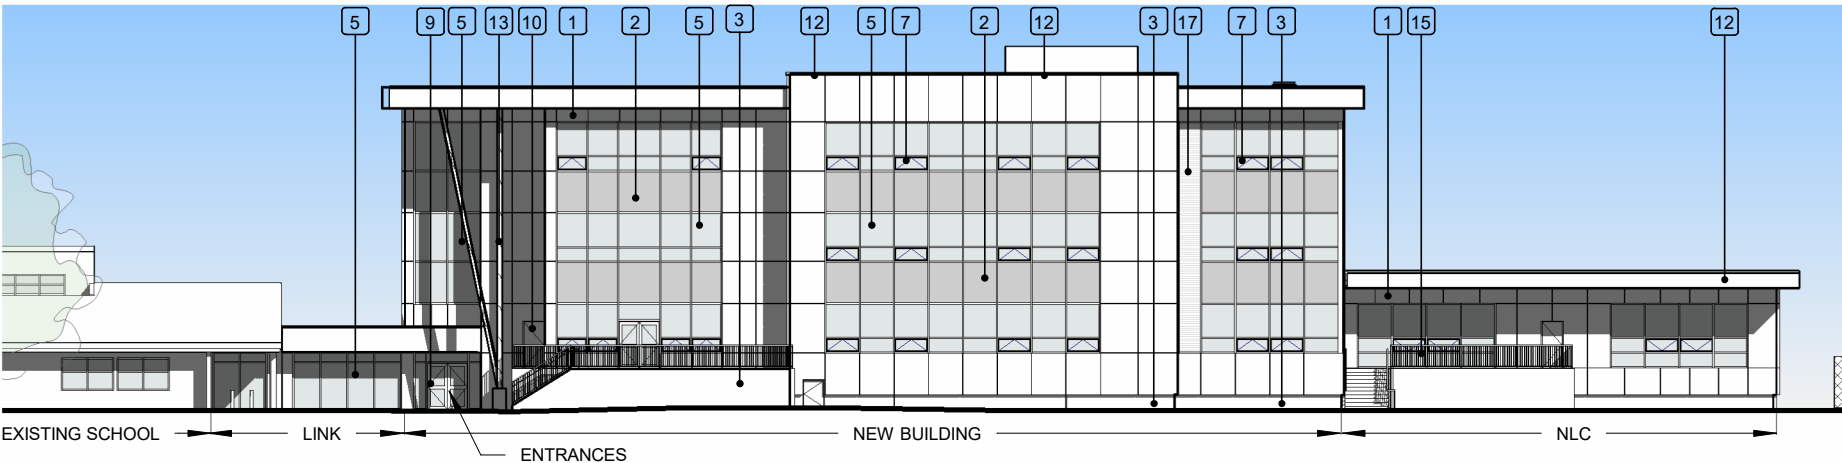 5 9 5 13 10 1 2 5 3 12 5 7 2 12 3 17 7 3 1 15 12
EXISTING SCHOOL LINK NEW BUILDING NLC
ENTRANCES